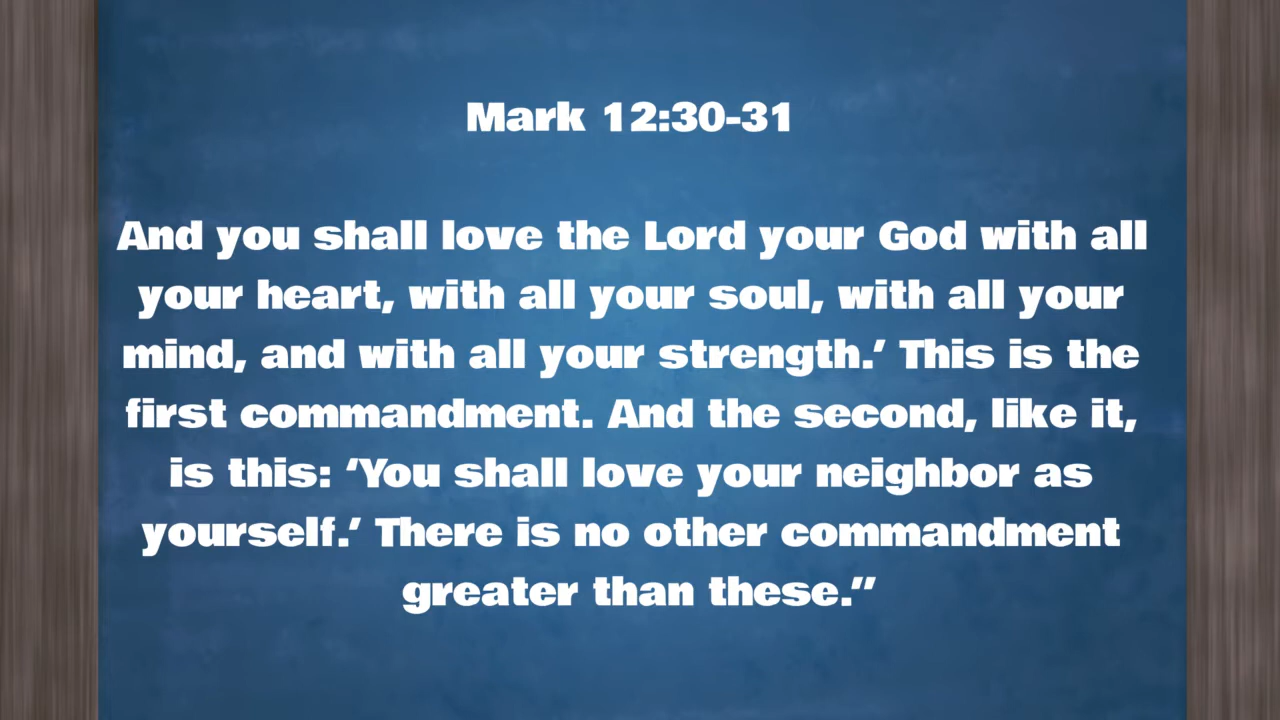 Mark 12:30-31
And you shall love the Lord your God with all
your heart, with all your soul, with all your
mind, and with all your strength.’ This is the
first commandment. And the second, like it,
is this: ‘You shall love your neighbor as
yourself.’ There is no other commandment
greater than these.”